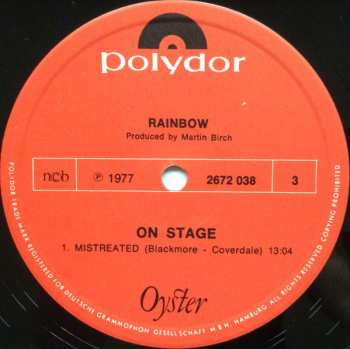 polydor
RAINBOW
Produced by Martin Birch
ncb ℗ 1977 2672 038 3
ON STAGE
1. MISTREATED (Blackmore - Coverdale) 13:04
Oyster
POLYDOR TRADE MARK REGISTERED FOR DEUTSCHE GRAMMOPHON GESELLSCHAFT M·B·H. HAMBURG. ALL RIGHTS RESERVED. COPYING PROHIBITED.